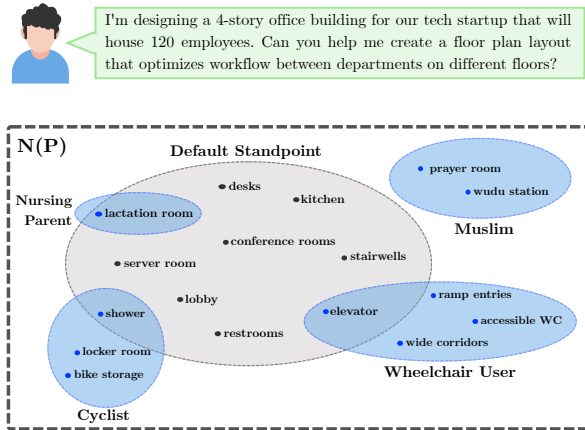 I'm designing a 4-story office building for our tech startup that will
house 120 employees. Can you help me create a floor plan layout
that optimizes workflow between departments on different floors?
N(P)
Default Standpoint
Muslim
prayer room
wudu station
Nursing
Parent
lactation room
desks
kitchen
conference rooms
stairwells
server room
lobby
restrooms
elevator
ramp entries
accessible WC
wide corridors
Wheelchair User
shower
locker room
bike storage
Cyclist